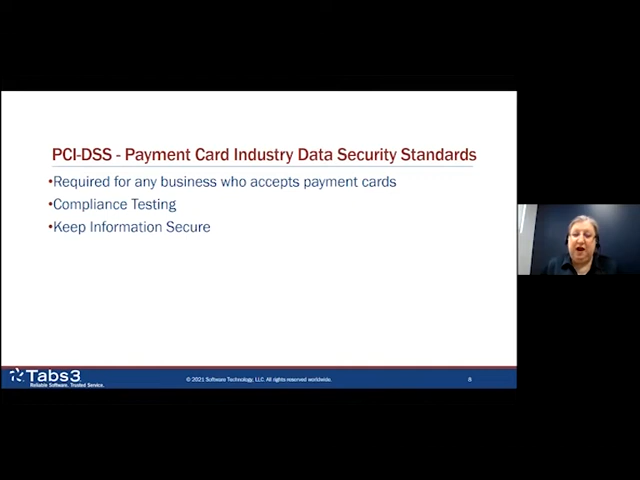 PCI-DSS - Payment Card Industry Data Security Standards
•Required for any business who accepts payment cards
•Compliance Testing
•Keep Information Secure
Tabs3
Reliable Software. Trusted Service.
© 2021 Software Technology, LLC. All rights reserved worldwide.
8